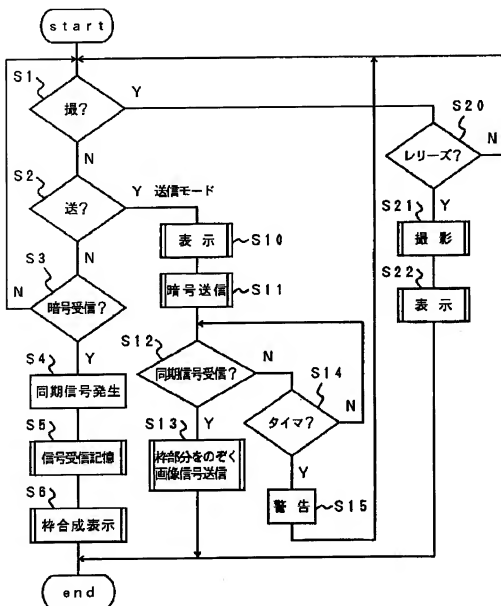 start
S1
撮?
Y
N
S2
送?
Y 送信モード
N
S3
暗号受信?
N
Y
S4
同期信号発生
S5
信号受信記憶
S6
枠合成表示
end
表示
S10
暗号送信
S11
S12
同期信号受信?
N
Y
S13
枠部分をのぞく
画像信号送信
S14
タイマ?
N
Y
警告
S15
S20
レリーズ?
N
Y
S21
撮影
S22
表示